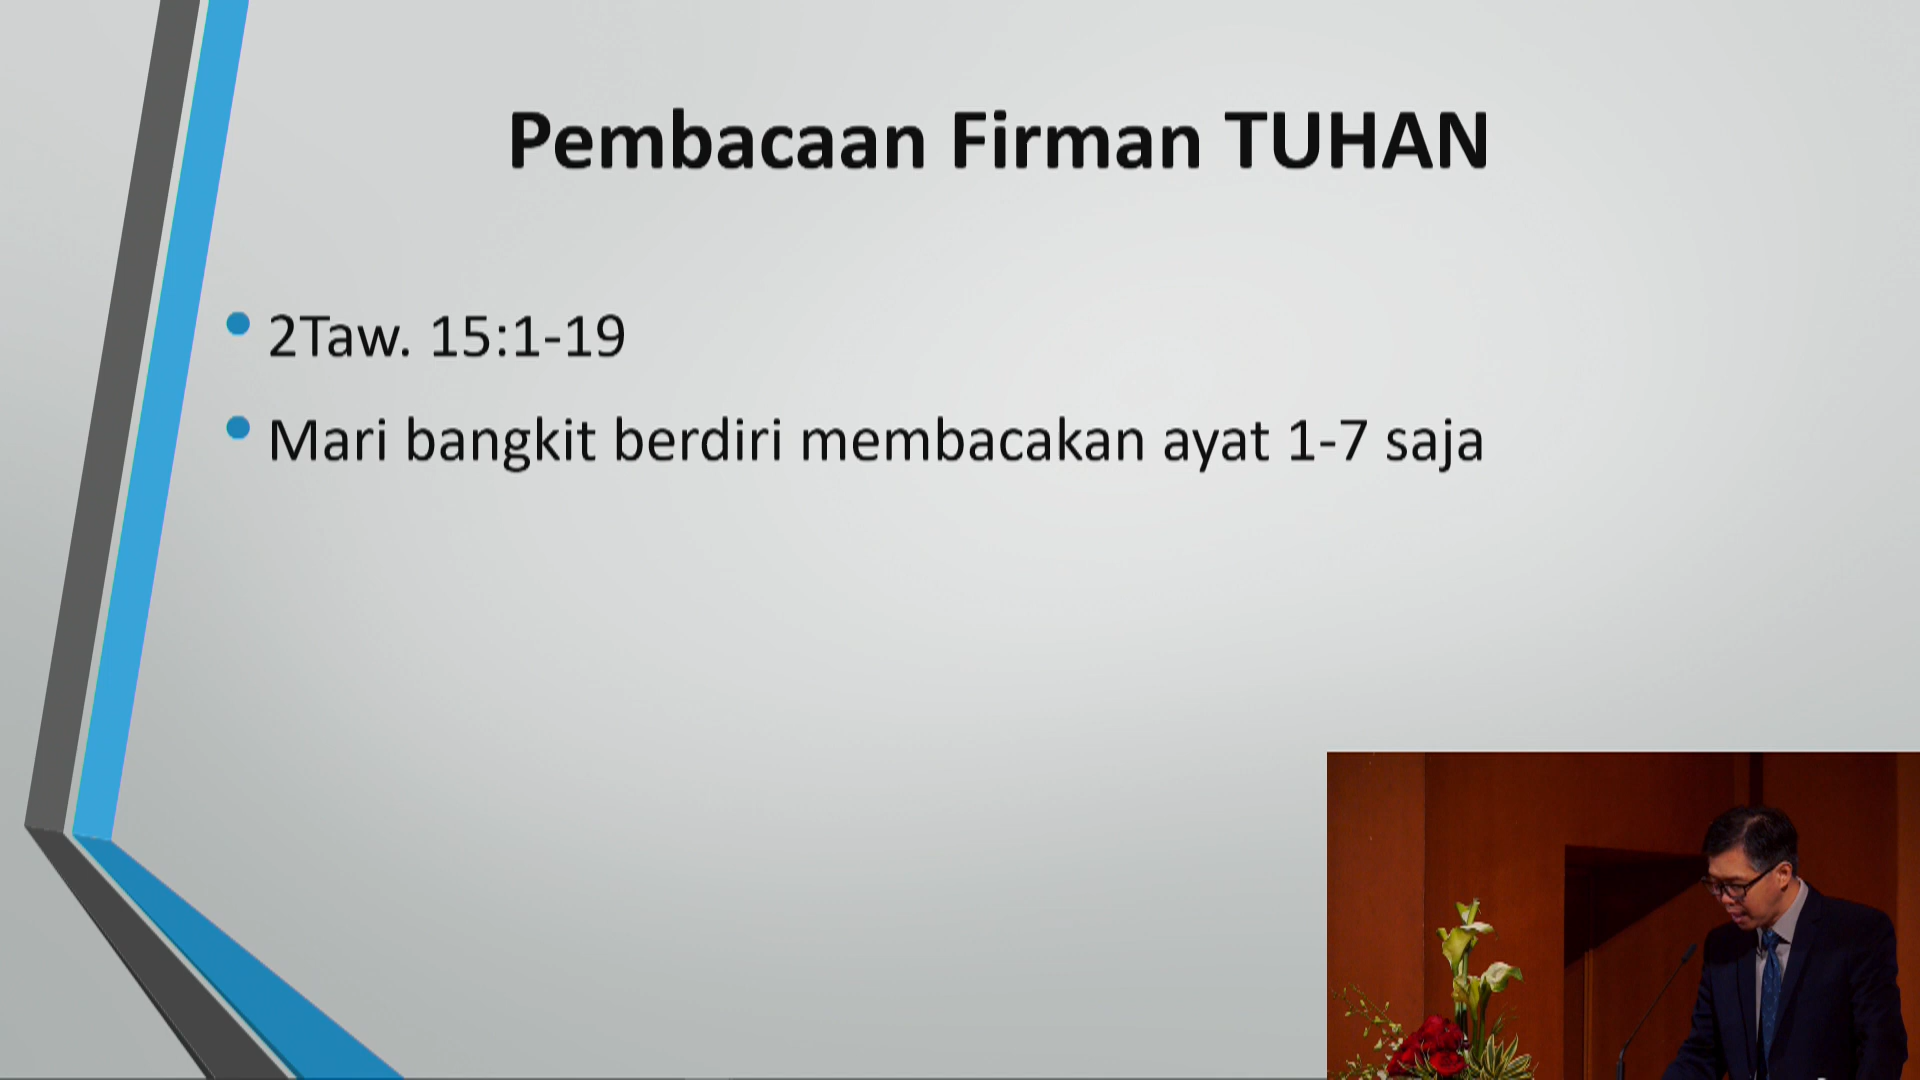 Pembacaan Firman TUHAN
2Taw. 15:1-19
Mari bangkit berdiri membacakan ayat 1-7 saja